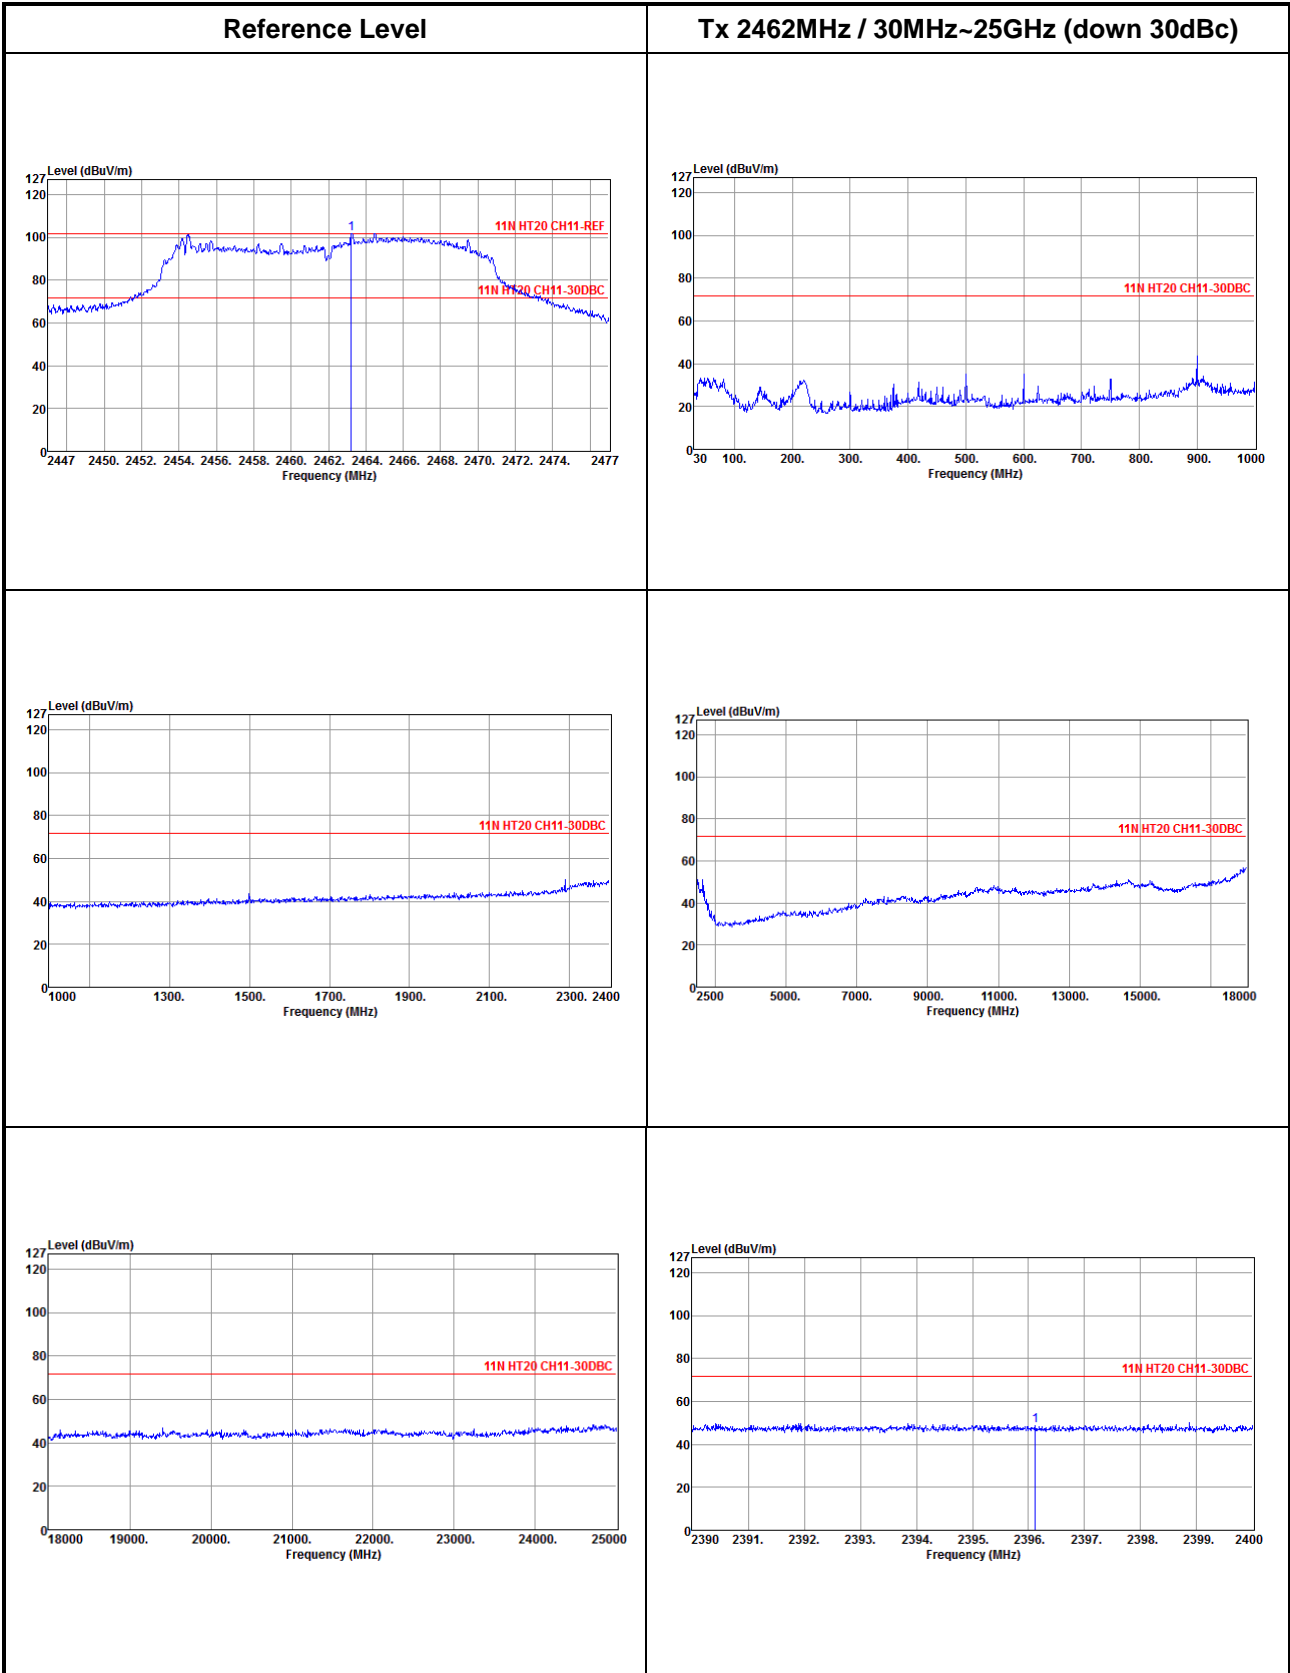 Reference Level
Tx 2462MHz / 30MHz~25GHz (down 30dBc)
Level (dBuV/m)
127
120
100
80
60
40
20
0
11N HT20 CH11-REF
11N HT20 CH11-30DBC
1
2447 2450. 2452. 2454. 2456. 2458. 2460. 2462. 2464. 2466. 2468. 2470. 2472. 2474. 2477
Frequency (MHz)
Level (dBuV/m)
127
120
100
80
60
40
20
0
11N HT20 CH11-30DBC
30 100. 200. 300. 400. 500. 600. 700. 800. 900. 1000
Frequency (MHz)
Level (dBuV/m)
127
120
100
80
60
40
20
0
11N HT20 CH11-30DBC
1000 1300. 1500. 1700. 1900. 2100. 2300. 2400
Frequency (MHz)
Level (dBuV/m)
127
120
100
80
60
40
20
0
11N HT20 CH11-30DBC
2500 5000. 7000. 9000. 11000. 13000. 15000. 18000
Frequency (MHz)
Level (dBuV/m)
127
120
100
80
60
40
20
0
11N HT20 CH11-30DBC
18000 19000. 20000. 21000. 22000. 23000. 24000. 25000
Frequency (MHz)
Level (dBuV/m)
127
120
100
80
60
40
20
0
11N HT20 CH11-30DBC
1
2390 2391. 2392. 2393. 2394. 2395. 2396. 2397. 2398. 2399. 2400
Frequency (MHz)